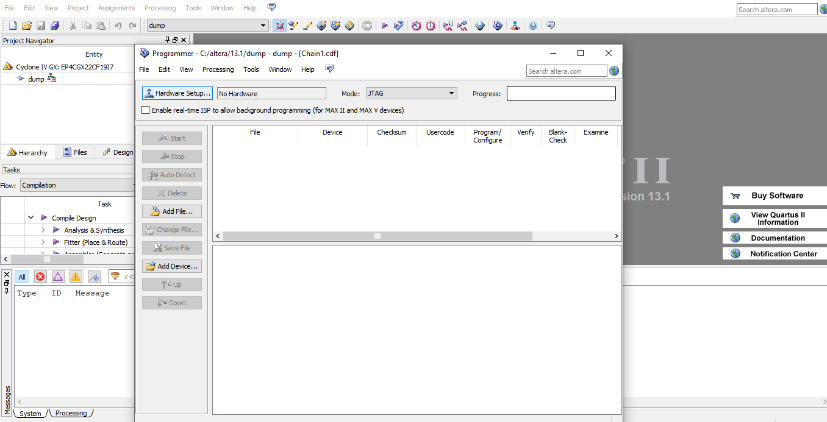 File Edit View Project Assignments Processing Tools Window Help
Search altera.com
dump
Project Navigator
Entity
Cyclone IV GX: EP4CGX22CF19I7
dump
Hierarchy Files Design
Tasks
Flow: Compilation
Task
Compile Design
Analysis & Synthesis
Fitter (Place & Route)
All <<
Type ID Message
Messages
System Processing
Programmer - C:/altera/13.1/dump - dump - [Chain1.cdf]
File Edit View Processing Tools Window Help
Search altera.com
Hardware Setup... No Hardware Mode: JTAG Progress:
Enable real-time ISP to allow background programming (for MAX II and MAX V devices)
Start
Stop
Auto Detect
Delete
Add File...
Change File...
Save File
Add Device...
Up
Down
File Device Checksum Usercode Program/ Verify Blank- Examine
Configure Check
II
sion 13.1
Buy Software
View Quartus II
Information
Documentation
Notification Center